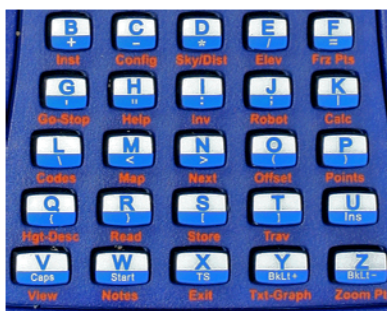 B C D E F
+ - * / =
Inst Config Sky/Dist Elev Frz Pts
G H I J K
' " : ; |
Go-Stop Help Inv Robot Calc
L M N O P
\ < > ( )
Codes Map Next Offset Points
Q R S T U
{ } [ ] Ins
Hgt-Desc Read Store Trav
V W X Y Z
Caps Start TS BkLt+ BkLt-
View Notes Exit Txt-Graph Zoom Pt